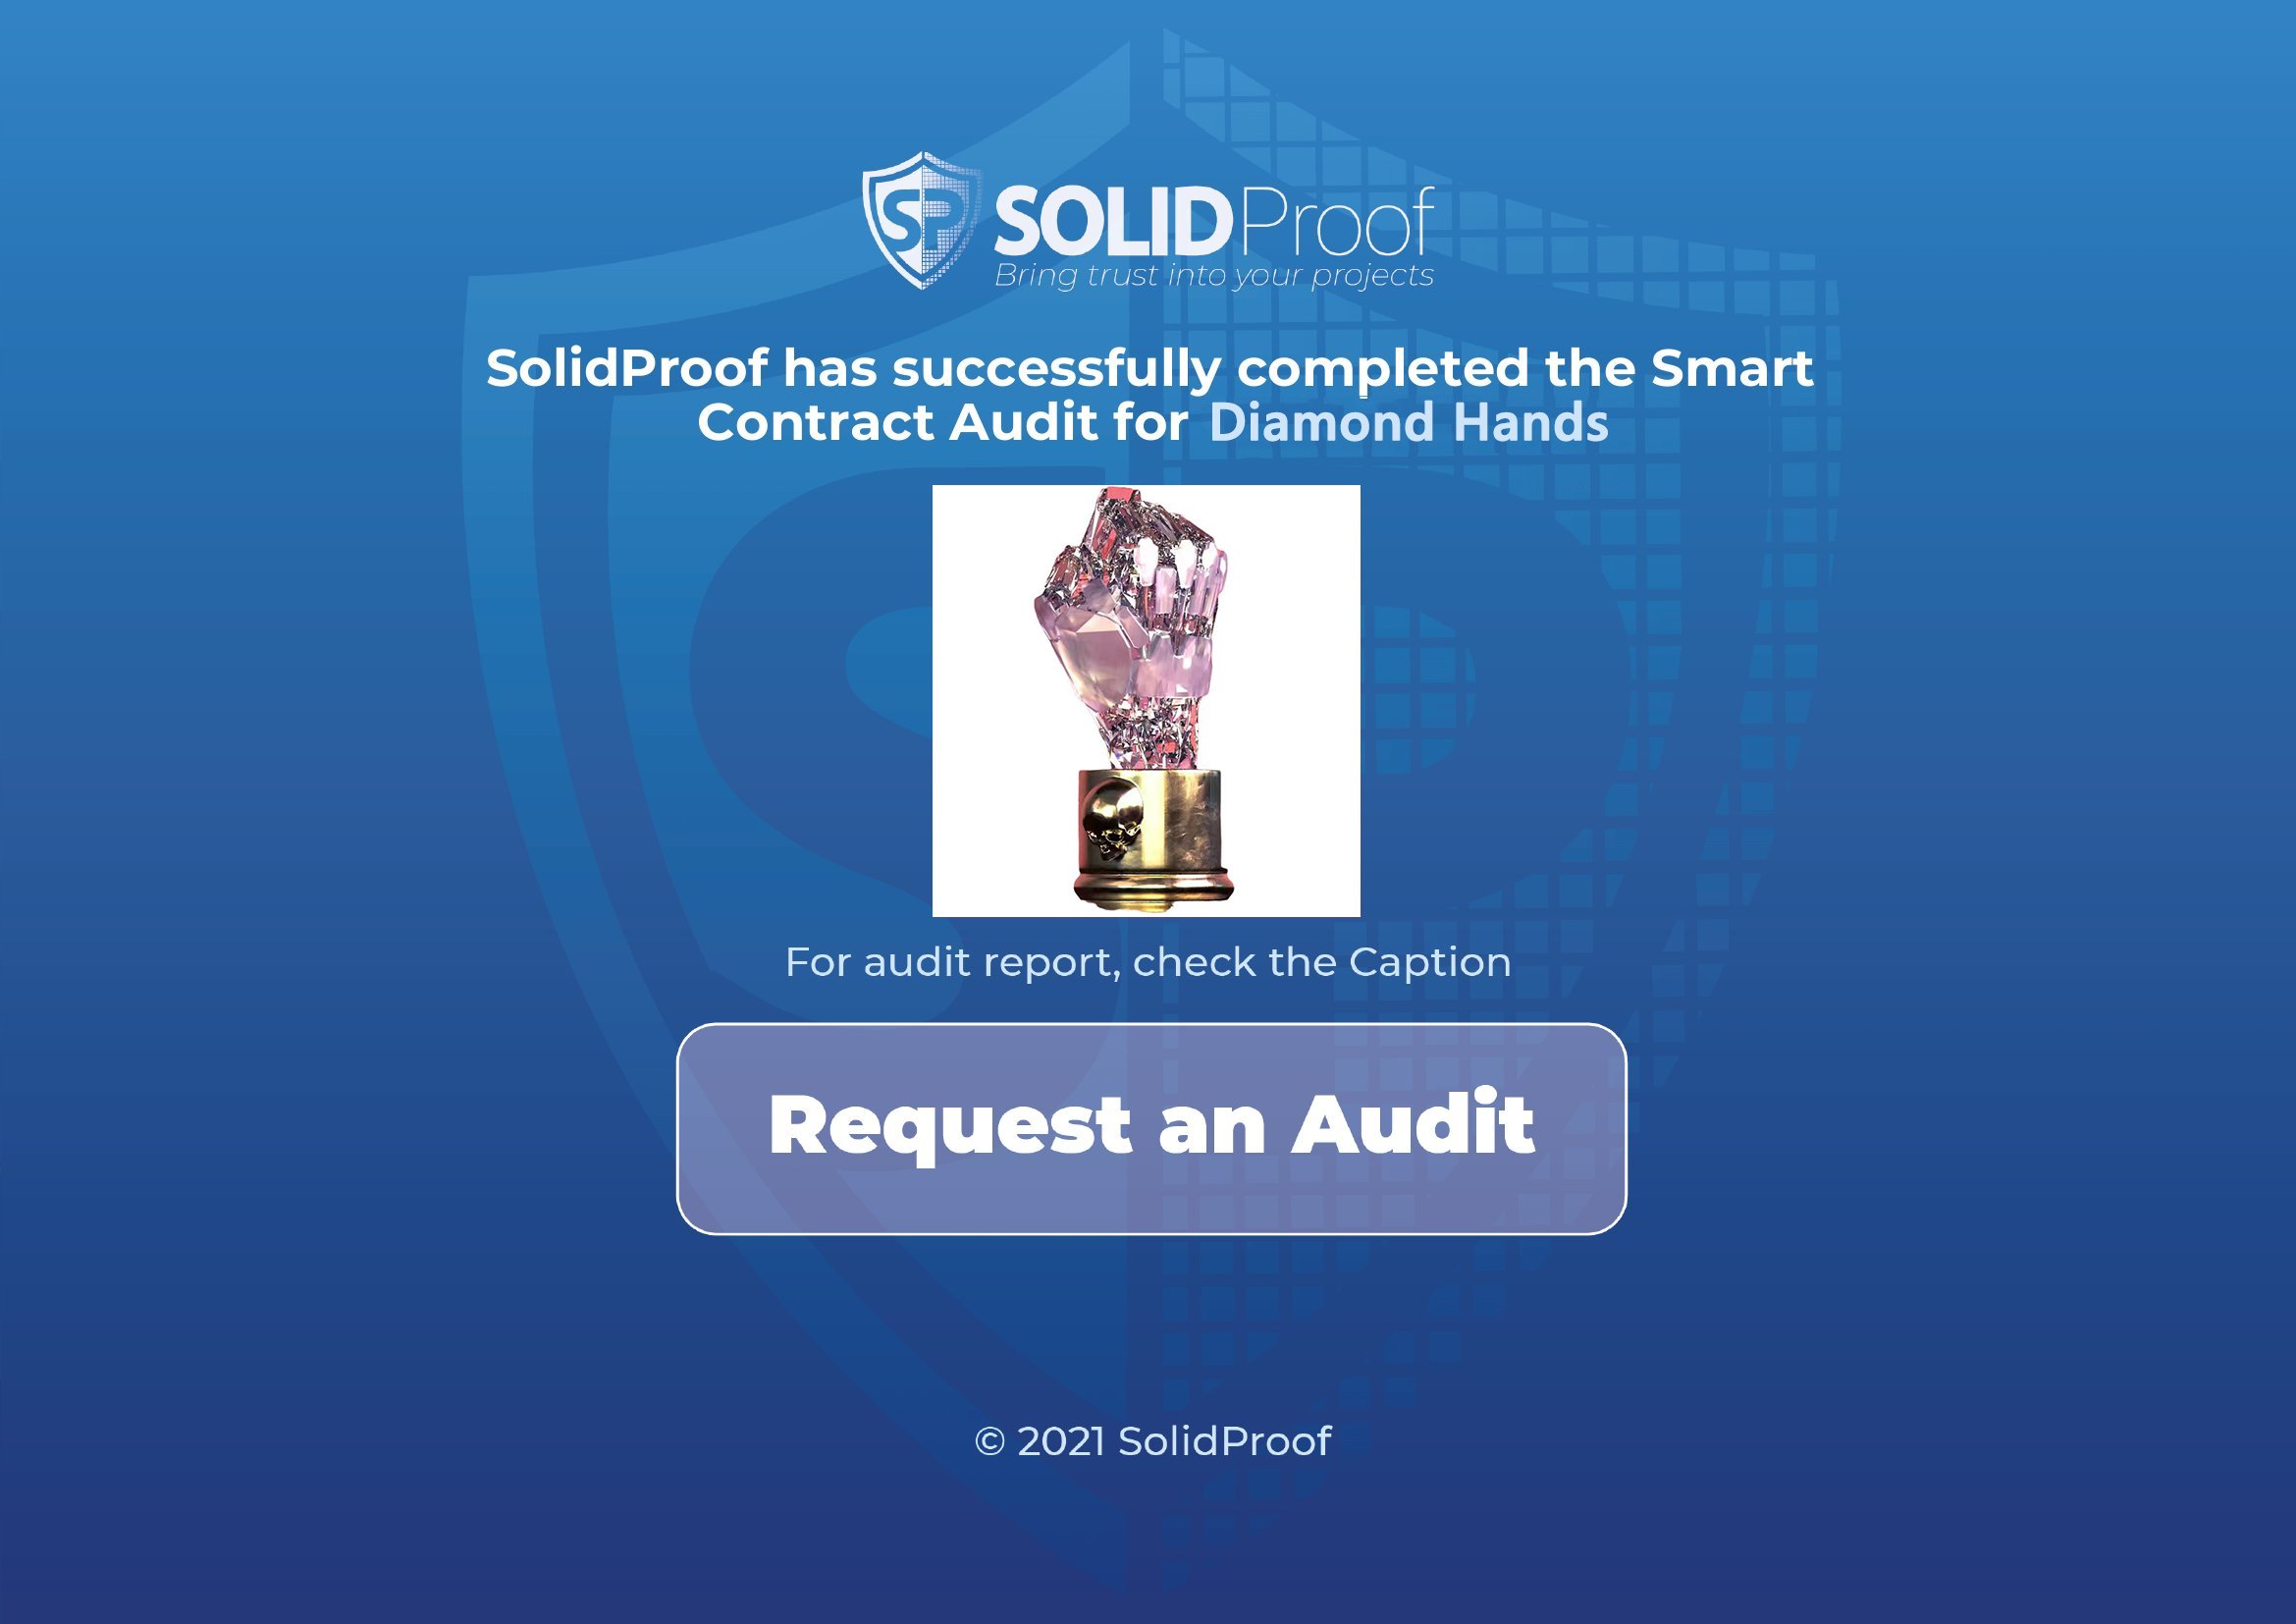 SP SOLIDProof
Bring trust into your projects
SolidProof has successfully completed the Smart
Contract Audit for Diamond Hands
For audit report, check the Caption
Request an Audit
© 2021 SolidProof